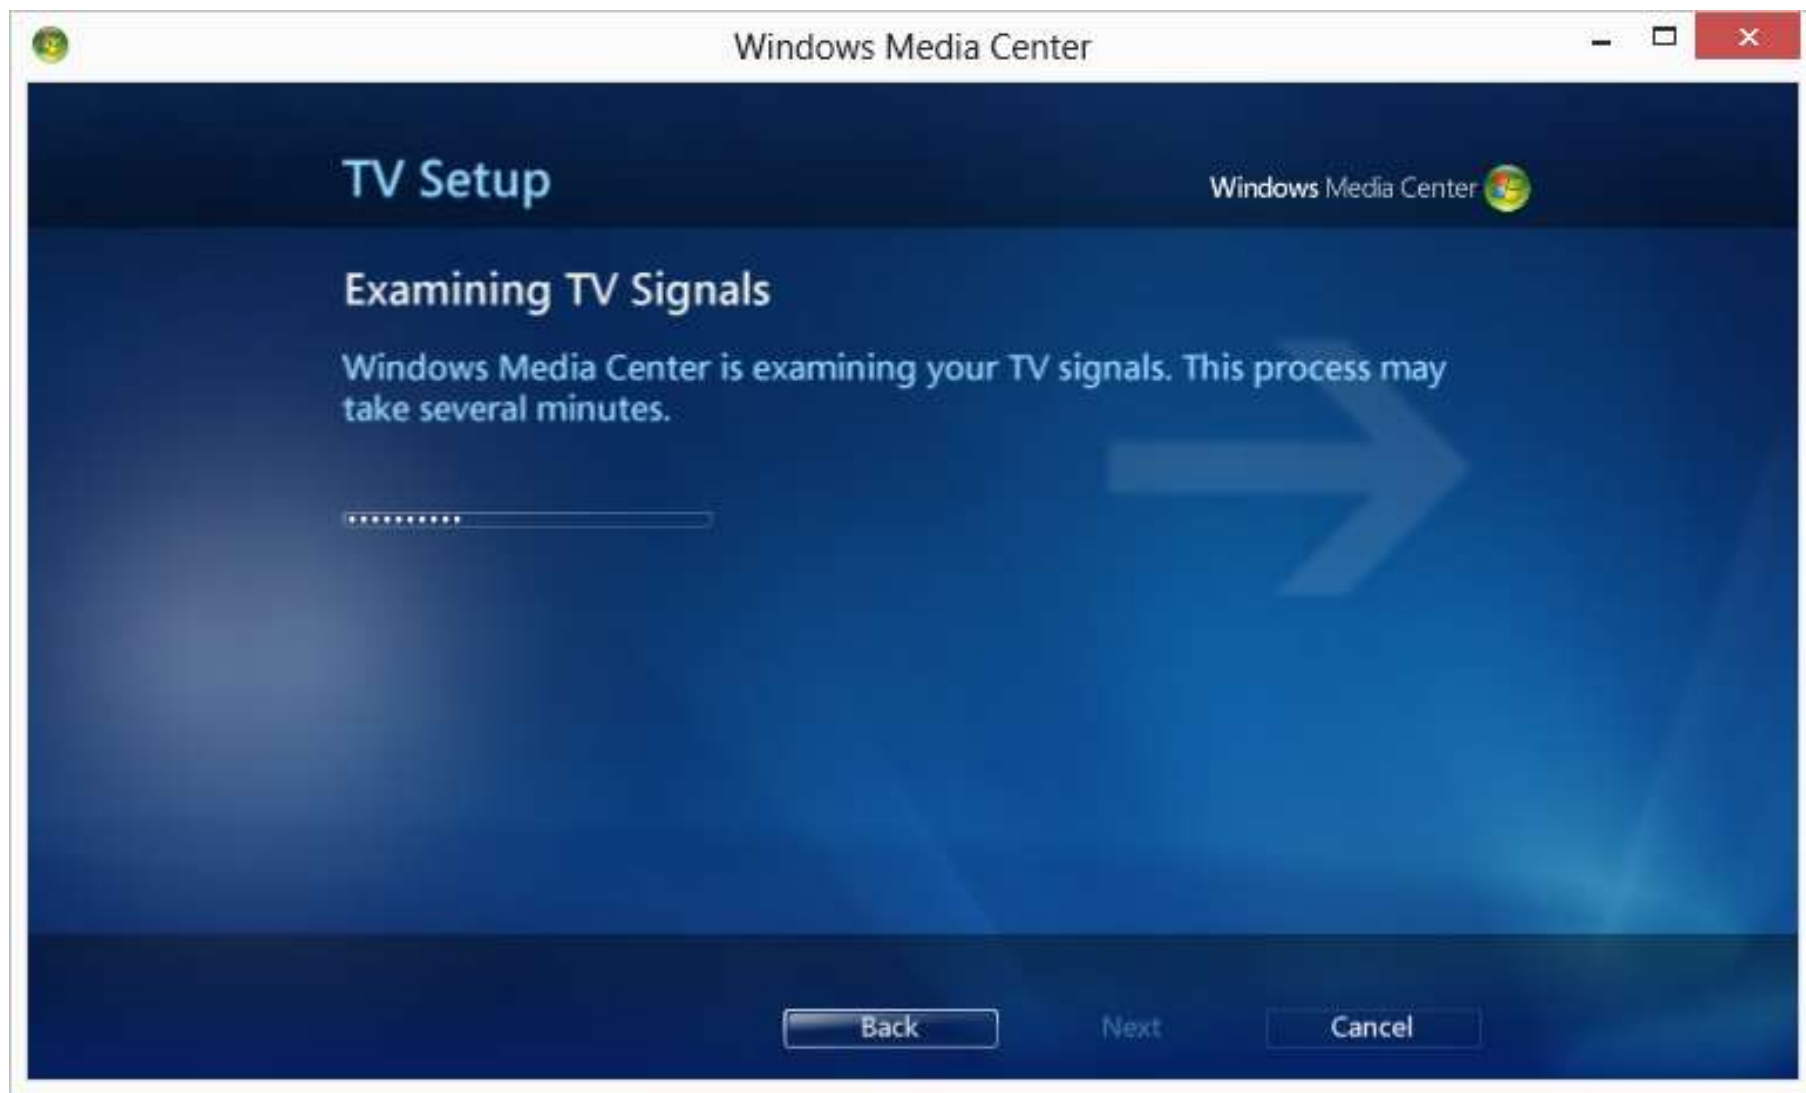 Windows Media Center
TV Setup
Windows Media Center
Examining TV Signals
Windows Media Center is examining your TV signals. This process may
take several minutes.
Back
Next
Cancel